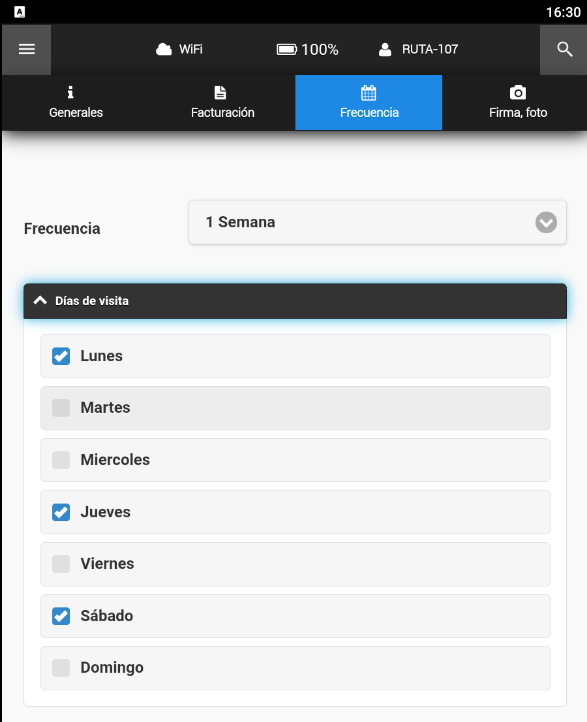 A
16:30
WiFi 100% RUTA-107
Generales Facturación Frecuencia Firma, foto
Frecuencia 1 Semana
Días de visita
Lunes
Martes
Miercoles
Jueves
Viernes
Sábado
Domingo